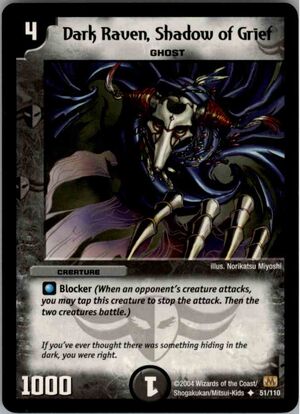 4 Dark Raven, Shadow of Grief
GHOST
illus. Norikatsu Miyoshi
CREATURE
Blocker (When an opponent's creature attacks,
you may tap this creature to stop the attack. Then the
two creatures battle.)
If you've ever thought there was something hiding in the
dark, you were right.
1000
1
©2004 Wizards of the Coast/
Shogakukan/Mitsui-Kids ♦ 51/110